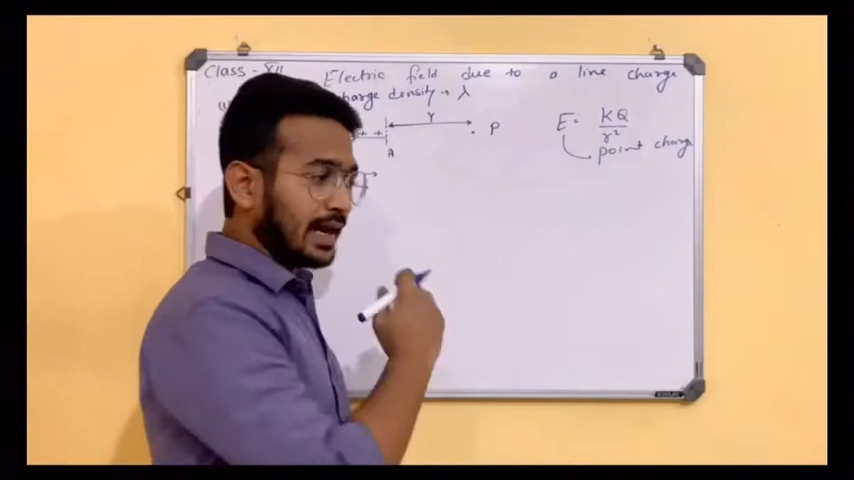 Class - XII
Electric field due to a line charge
charge density → λ
+ +
r
P
A
E = KQ
r²
point charge